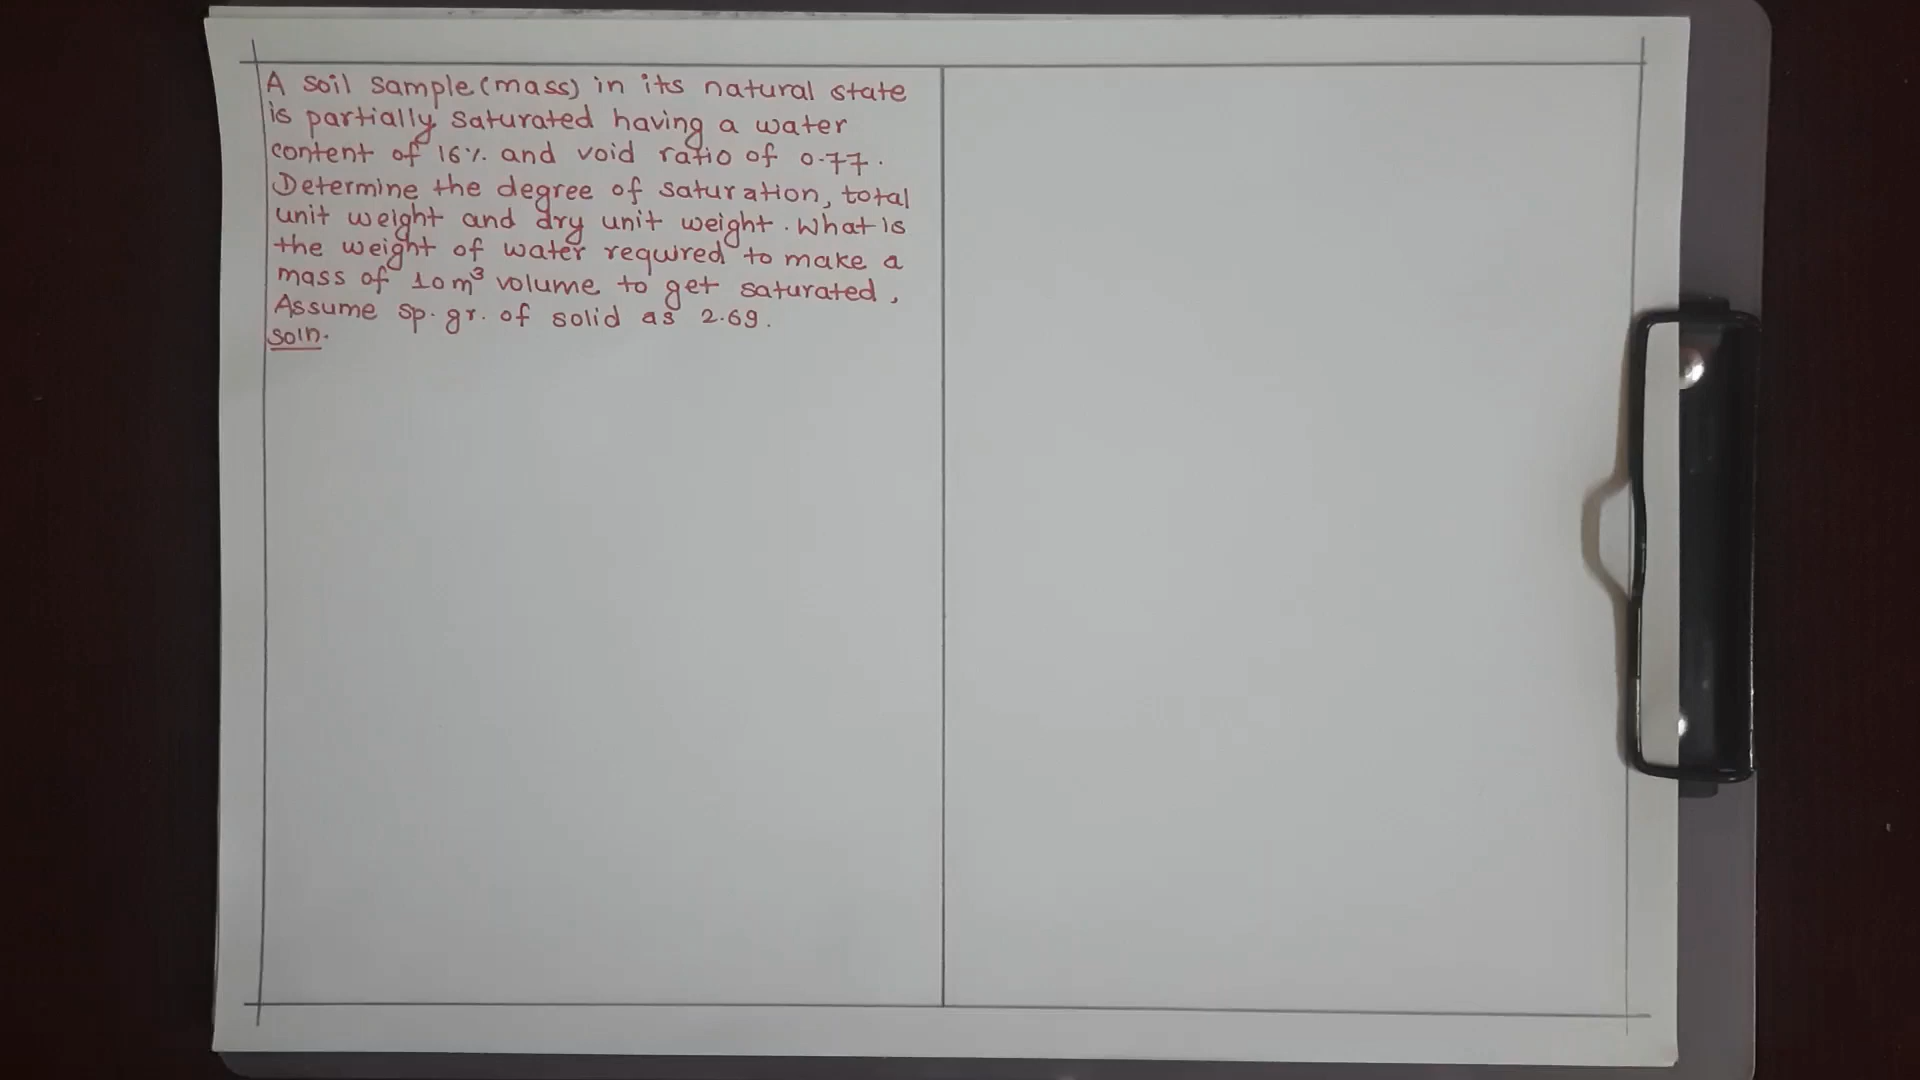 A soil sample (mass) in its natural state
is partially saturated having a water
content of 16%. and void ratio of 0.77.
Determine the degree of saturation, total
unit weight and dry unit weight. What is
the weight of water required to make a
mass of 10m³ volume to get saturated,
Assume sp. gr. of solid as 2.69.
Soln.